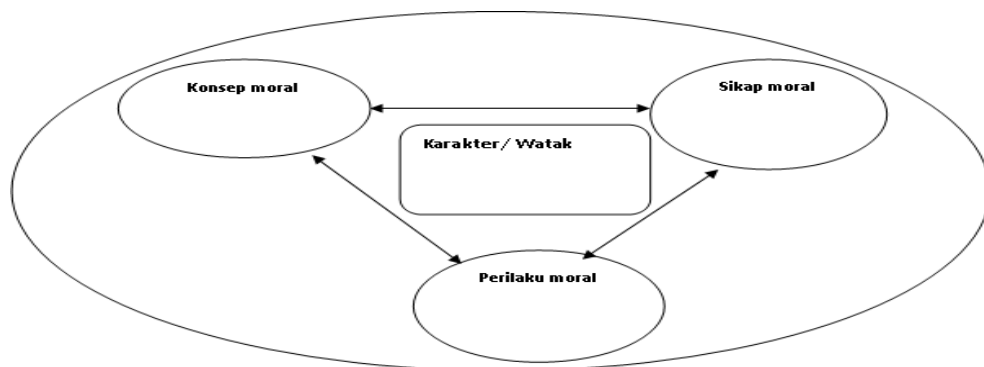 Konsep moral
Sikap moral
Karakter/ Watak
Perilaku moral